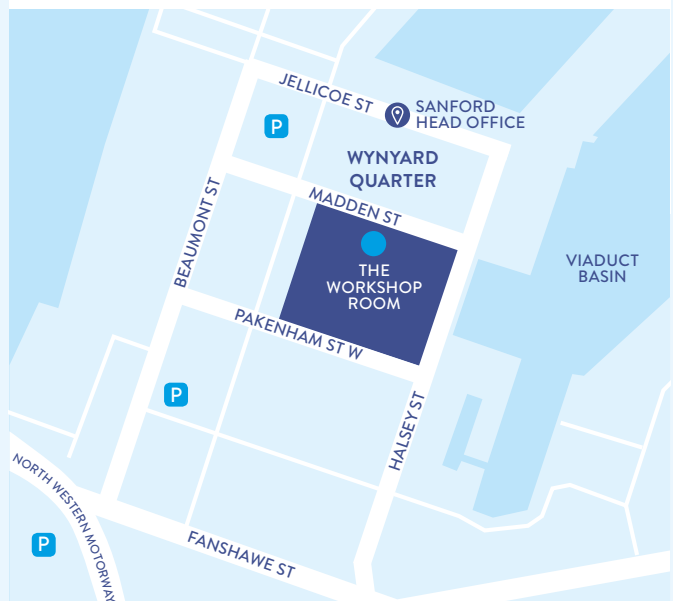 JELLICOE ST
SANFORD
HEAD OFFICE
P
WYNYARD
QUARTER
MADDEN ST
BEAUMONT ST
THE
WORKSHOP
ROOM
VIADUCT
BASIN
PAKENHAM ST W
P
HALSEY ST
NORTH WESTERN MOTORWAY
P
FANSHAWE ST